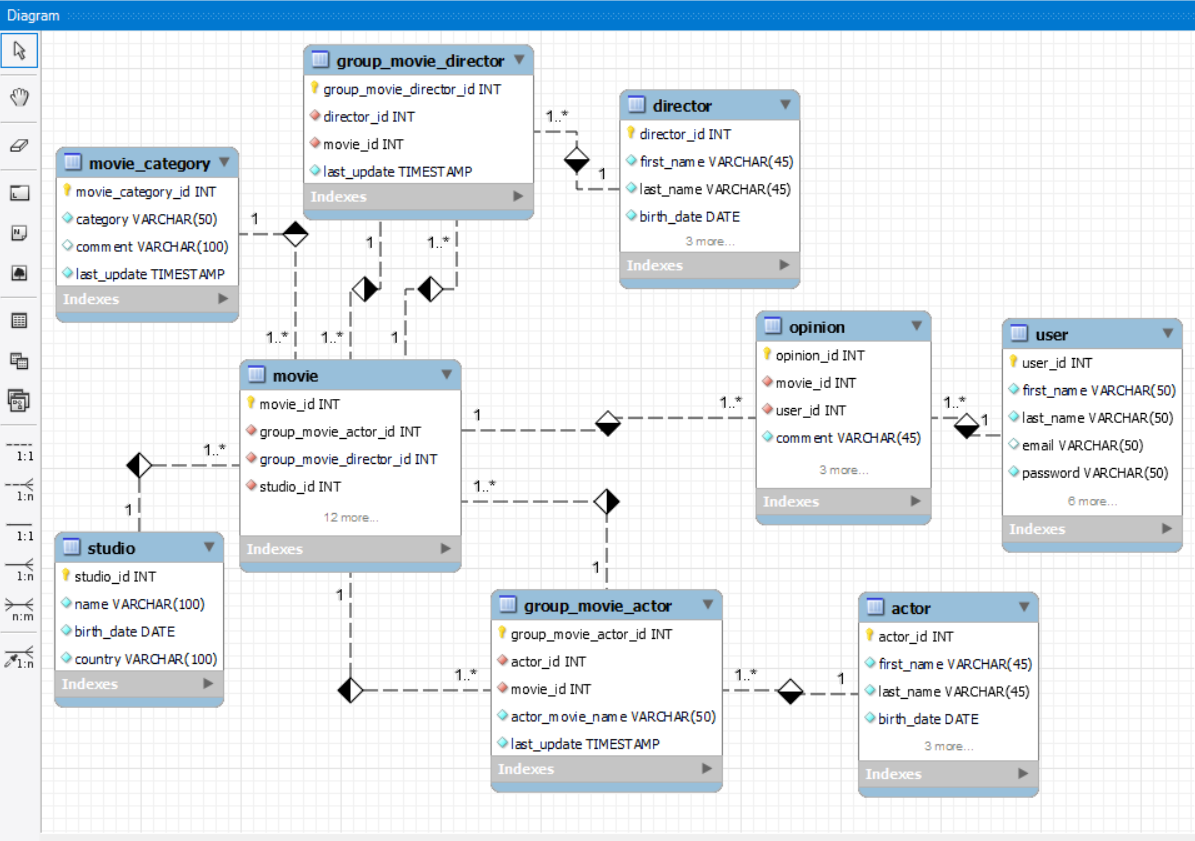 Diagram
group_movie_director
group_movie_director_id INT
director_id INT
movie_id INT
last_update TIMESTAMP
Indexes
director
director_id INT
first_name VARCHAR(45)
last_name VARCHAR(45)
birth_date DATE
3 more...
Indexes
movie_category
movie_category_id INT
category VARCHAR(50)
comment VARCHAR(100)
last_update TIMESTAMP
Indexes
1..*
1
1
1
1..*
1..*
1..*
1
opinion
opinion_id INT
movie_id INT
user_id INT
comment VARCHAR(45)
3 more...
Indexes
user
user_id INT
first_name VARCHAR(50)
last_name VARCHAR(50)
email VARCHAR(50)
password VARCHAR(50)
6 more...
Indexes
movie
movie_id INT
group_movie_actor_id INT
group_movie_director_id INT
studio_id INT
12 more...
Indexes
1
1..*
1..*
1
1..*
1
1..*
1
studio
studio_id INT
name VARCHAR(100)
birth_date DATE
country VARCHAR(100)
Indexes
1
1..*
group_movie_actor
group_movie_actor_id INT
actor_id INT
movie_id INT
actor_movie_name VARCHAR(50)
last_update TIMESTAMP
Indexes
1..*
1
actor
actor_id INT
first_name VARCHAR(45)
last_name VARCHAR(45)
birth_date DATE
3 more...
Indexes
1:1
1:n
1:1
1:n
n:m
1:n